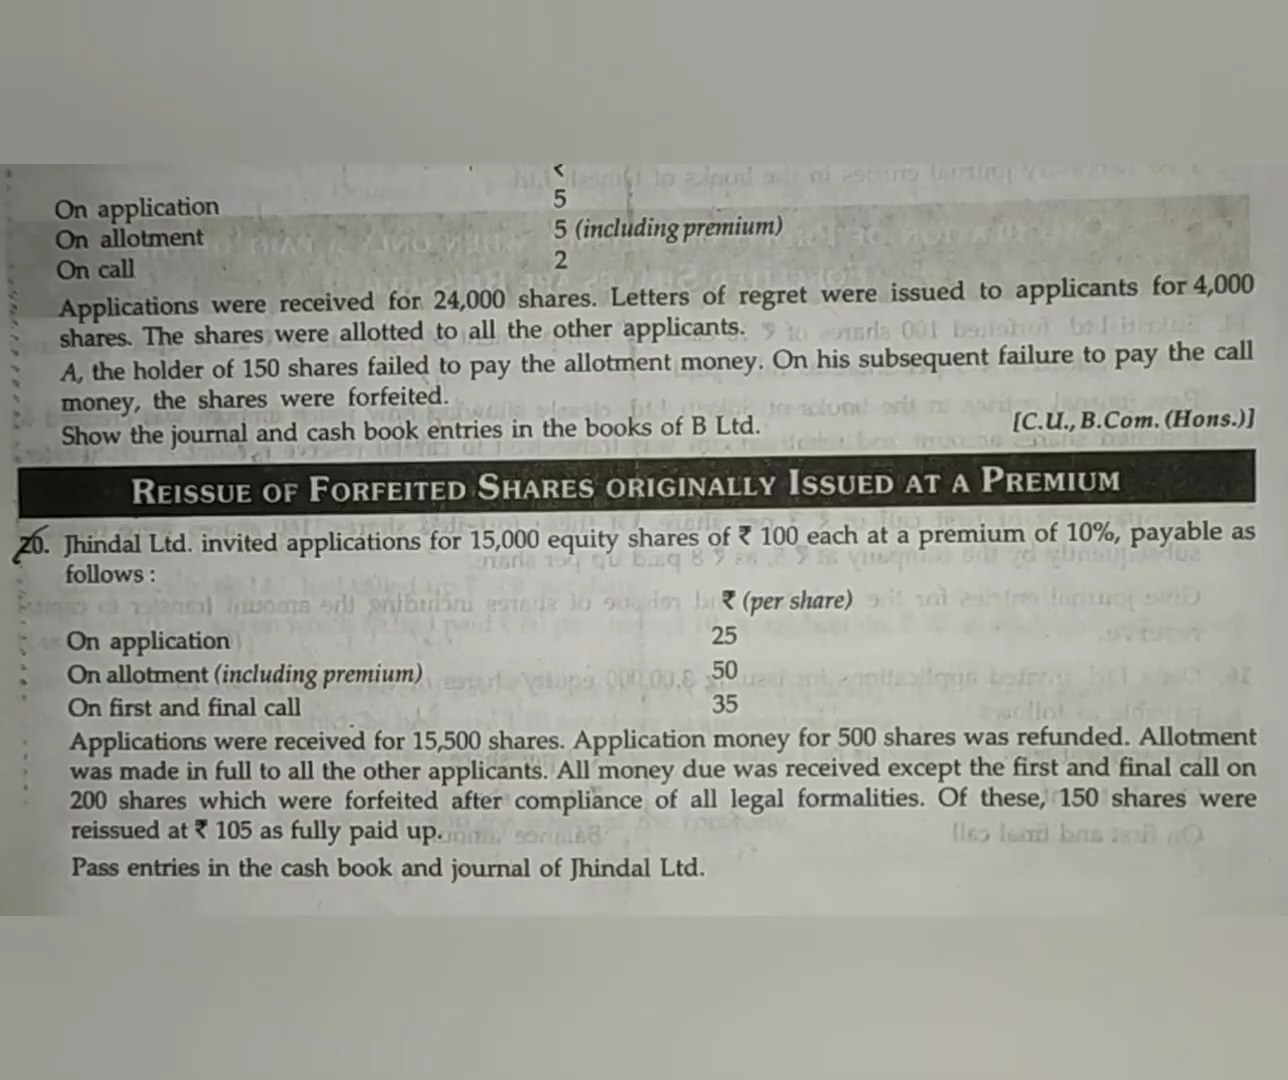 ₹
On application 5
On allotment 5 (including premium)
On call 2
Applications were received for 24,000 shares. Letters of regret were issued to applicants for 4,000
shares. The shares were allotted to all the other applicants.
A, the holder of 150 shares failed to pay the allotment money. On his subsequent failure to pay the call
money, the shares were forfeited.
Show the journal and cash book entries in the books of B Ltd. [C.U., B.Com. (Hons.)]
REISSUE OF FORFEITED SHARES ORIGINALLY ISSUED AT A PREMIUM
20. Jhindal Ltd. invited applications for 15,000 equity shares of ₹ 100 each at a premium of 10%, payable as
follows :
₹ (per share)
On application 25
On allotment (including premium) 50
On first and final call 35
Applications were received for 15,500 shares. Application money for 500 shares was refunded. Allotment
was made in full to all the other applicants. All money due was received except the first and final call on
200 shares which were forfeited after compliance of all legal formalities. Of these, 150 shares were
reissued at ₹ 105 as fully paid up.
Pass entries in the cash book and journal of Jhindal Ltd.